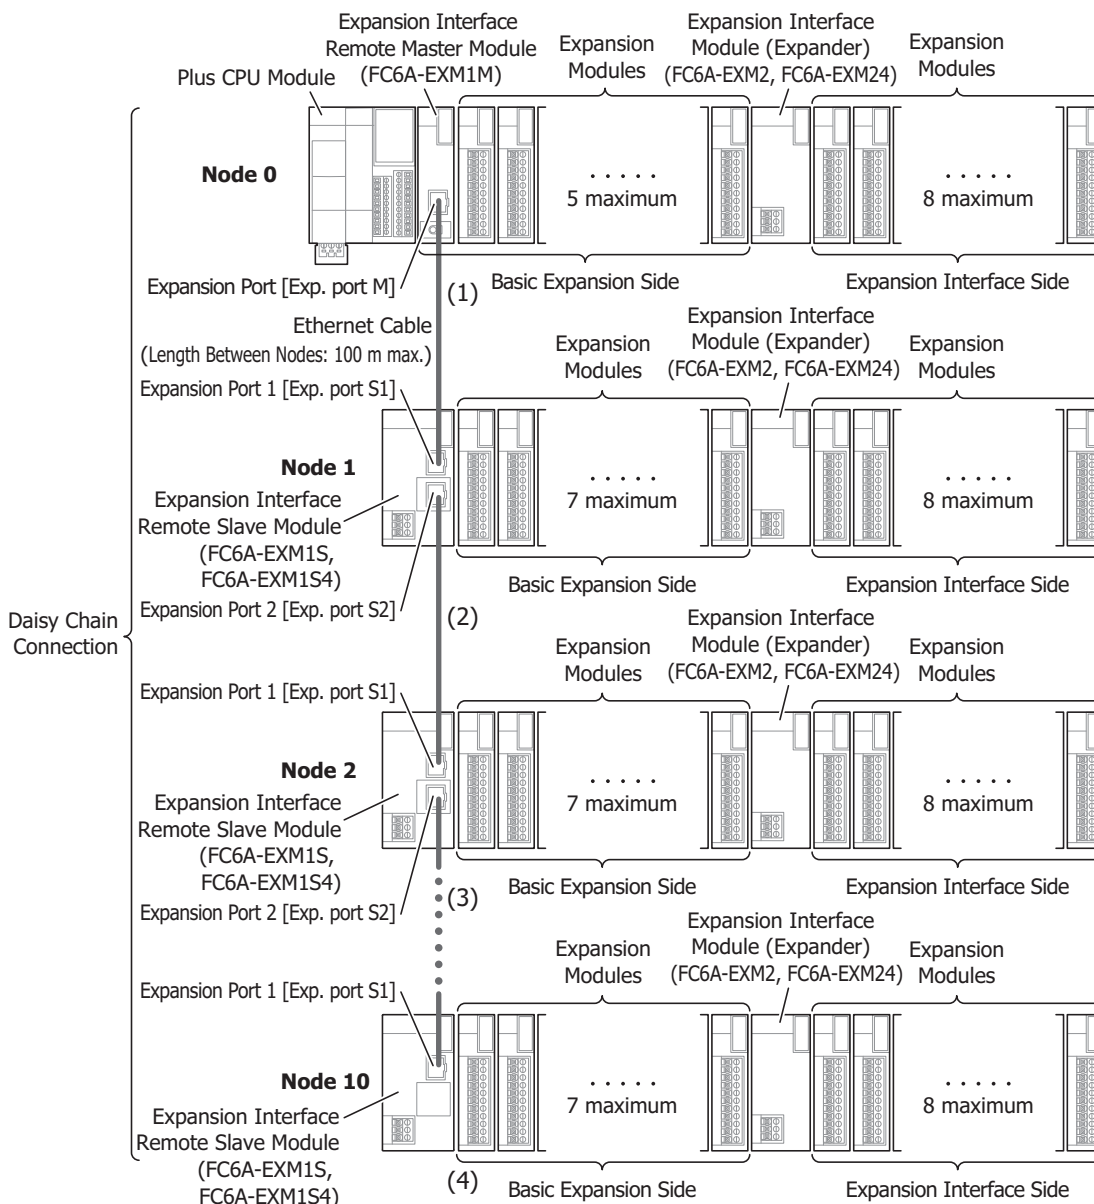 Expansion Interface
Remote Master Module
(FC6A-EXM1M)
Plus CPU Module
Expansion
Modules
Expansion Interface
Module (Expander)
(FC6A-EXM2, FC6A-EXM24)
Expansion
Modules
Node 0
. . . . .
5 maximum
. . . . .
8 maximum
Expansion Port [Exp. port M]
(1)
Basic Expansion Side
Expansion Interface Side
Ethernet Cable
(Length Between Nodes: 100 m max.)
Expansion Port 1 [Exp. port S1]
Expansion
Modules
Expansion Interface
Module (Expander)
(FC6A-EXM2, FC6A-EXM24)
Expansion
Modules
Node 1
Expansion Interface
Remote Slave Module
(FC6A-EXM1S,
FC6A-EXM1S4)
. . . . .
7 maximum
. . . . .
8 maximum
Expansion Port 2 [Exp. port S2]
(2)
Basic Expansion Side
Expansion Interface Side
Daisy Chain
Connection
Expansion Port 1 [Exp. port S1]
Expansion
Modules
Expansion Interface
Module (Expander)
(FC6A-EXM2, FC6A-EXM24)
Expansion
Modules
Node 2
Expansion Interface
Remote Slave Module
(FC6A-EXM1S,
FC6A-EXM1S4)
. . . . .
7 maximum
. . . . .
8 maximum
Expansion Port 2 [Exp. port S2]
(3)
Basic Expansion Side
Expansion Interface Side
Expansion Port 1 [Exp. port S1]
Expansion
Modules
Expansion Interface
Module (Expander)
(FC6A-EXM2, FC6A-EXM24)
Expansion
Modules
Node 10
Expansion Interface
Remote Slave Module
(FC6A-EXM1S,
FC6A-EXM1S4)
. . . . .
7 maximum
. . . . .
8 maximum
(4)
Basic Expansion Side
Expansion Interface Side